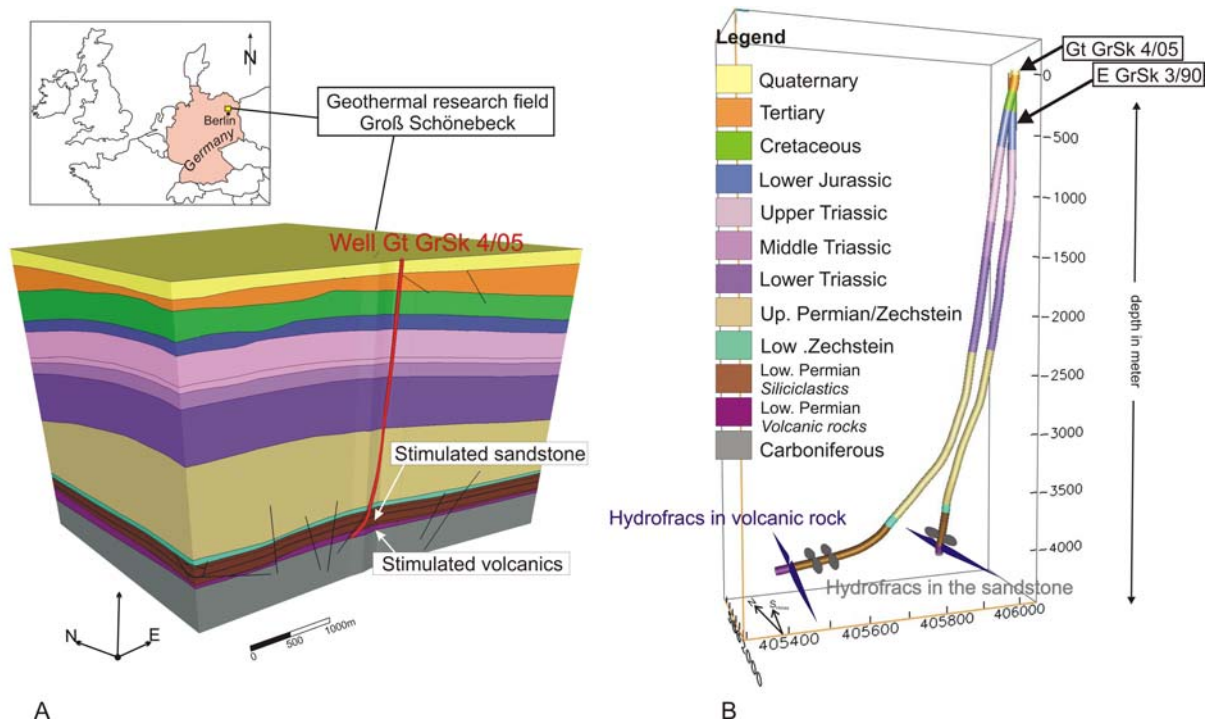 N
Berlin
Germany
Geothermal research field
Groß Schönebeck
Well Gt GrSk 4/05
Stimulated sandstone
Stimulated volcanics
N
E
0
500
1000m
A
Legend
Quaternary
Tertiary
Cretaceous
Lower Jurassic
Upper Triassic
Middle Triassic
Lower Triassic
Up. Permian/Zechstein
Low .Zechstein
Low. Permian
Siliciclastics
Low. Permian
Volcanic rocks
Carboniferous
Gt GrSk 4/05
E GrSk 3/90
0
-500
-1000
-1500
-2000
-2500
-3000
-3500
-4000
depth in meter
Hydrofracs in volcanic rock
Hydrofracs in the sandstone
N
405400
405600
405800
406000
B